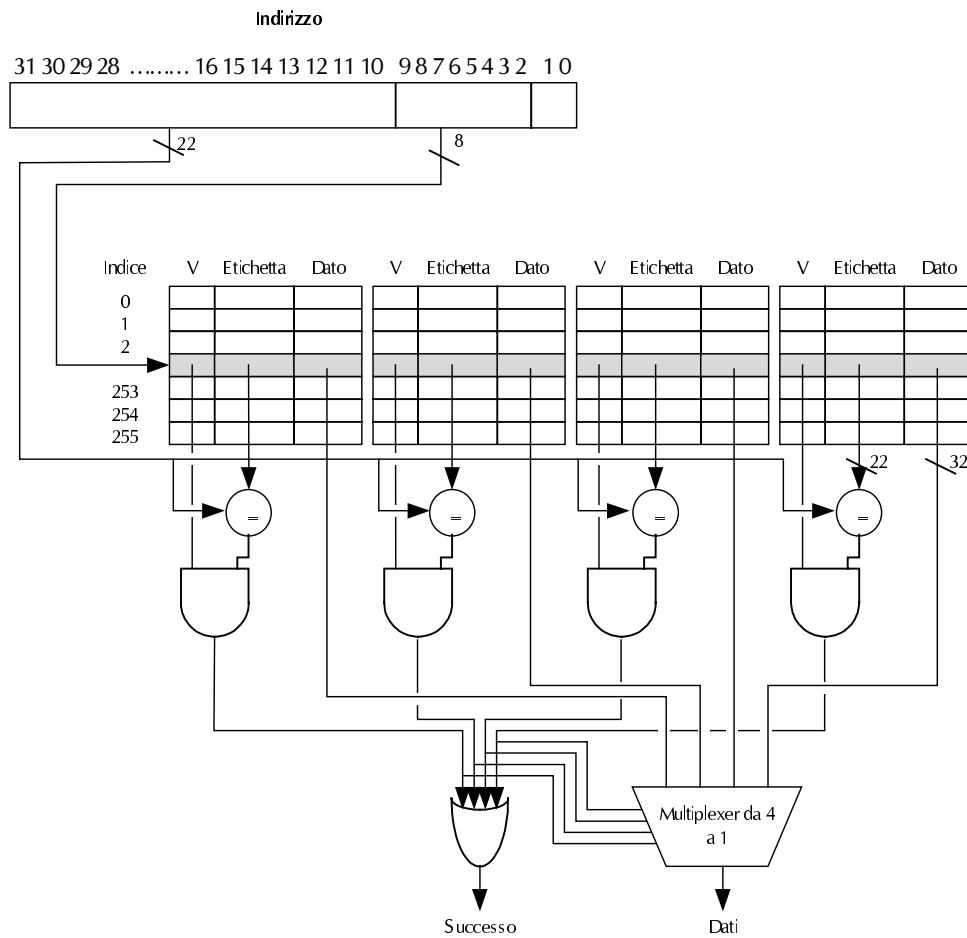 Indirizzo
31 30 29 28 ......... 16 15 14 13 12 11 10 9 8 7 6 5 4 3 2 1 0
22
8
Indice V Etichetta Dato V Etichetta Dato V Etichetta Dato V Etichetta Dato
0
1
2
253
254
255
22 32
= = = =
Multiplexer da 4
a 1
Successo Dati